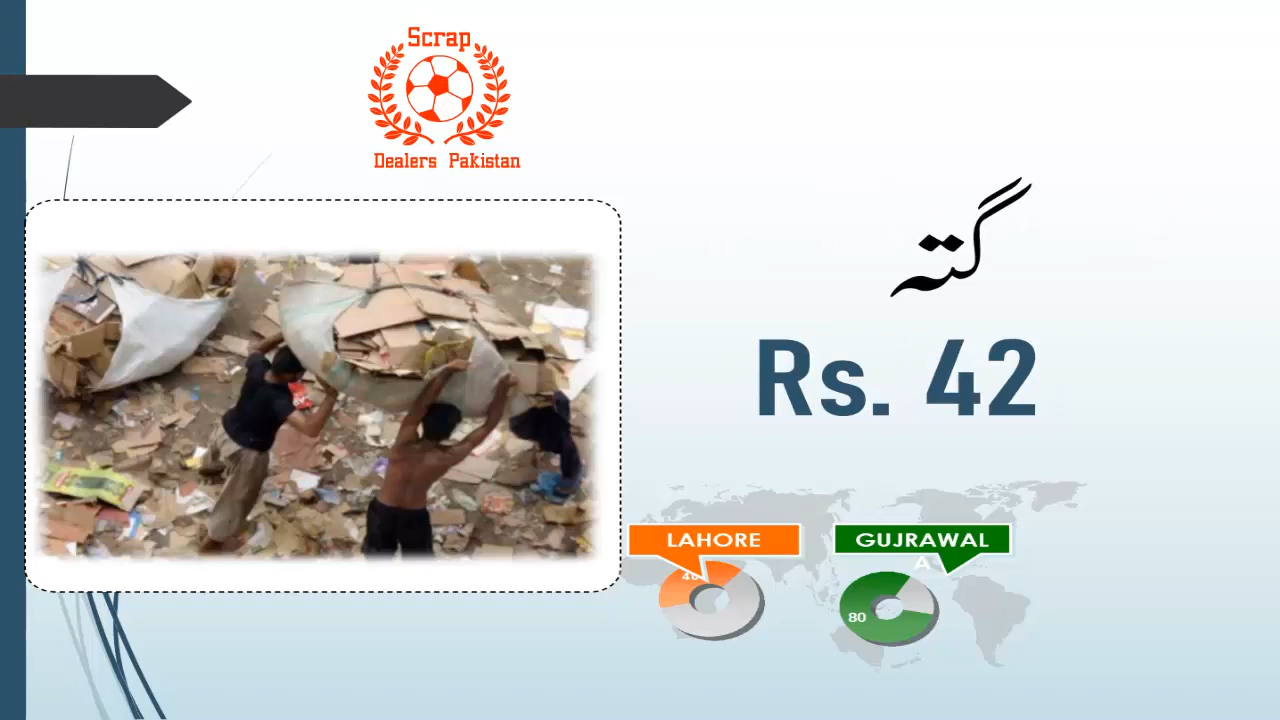 Scrap
Dealers Pakistan
گتہ
Rs. 42
LAHORE
GUJRAWAL
A
80